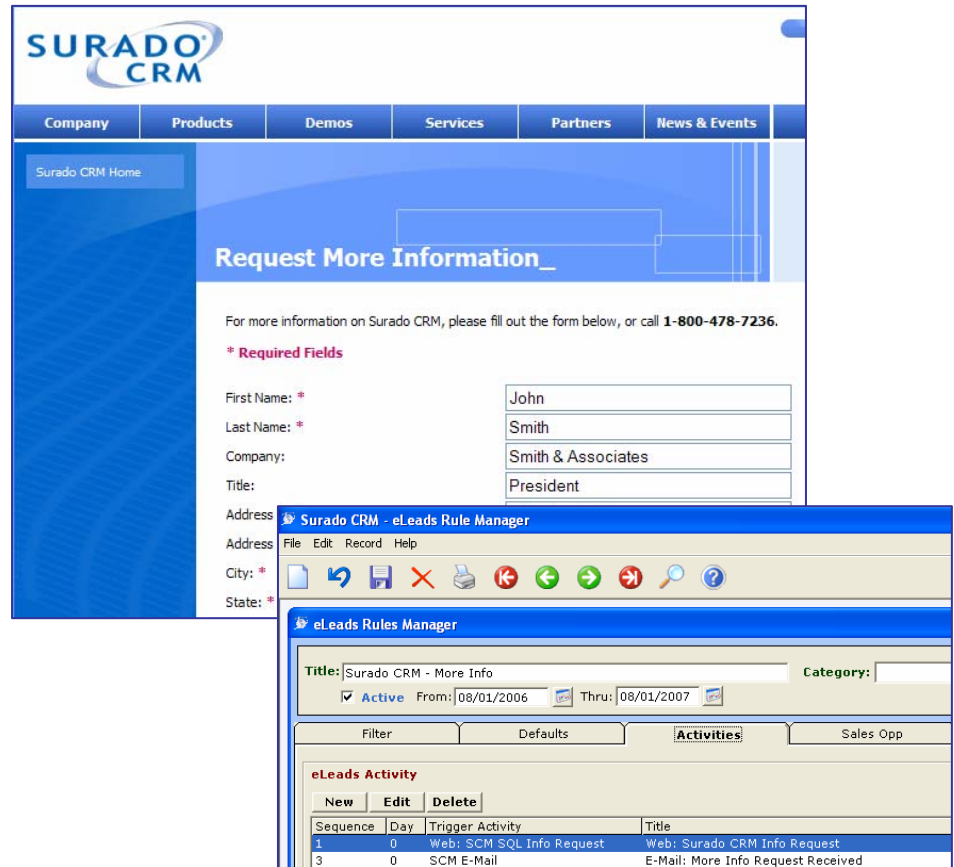 SURADO
CRM
Company Products Demos Services Partners News & Events
Surado CRM Home
Request More Information_
For more information on Surado CRM, please fill out the form below, or call 1-800-478-7236.
* Required Fields
First Name: * John
Last Name: * Smith
Company: Smith & Associates
Title: President
Address
Address
City: *
State: *
Surado CRM - eLeads Rule Manager
File Edit Record Help
eLeads Rules Manager
Title: Surado CRM - More Info Category:
Active From: 08/01/2006 Thru: 08/01/2007
Filter Defaults Activities Sales Opp
eLeads Activity
New Edit Delete
Sequence Day Trigger Activity Title
1 0 Web: SCM SQL Info Request Web: Surado CRM Info Request
3 0 SCM E-Mail E-Mail: More Info Request Received